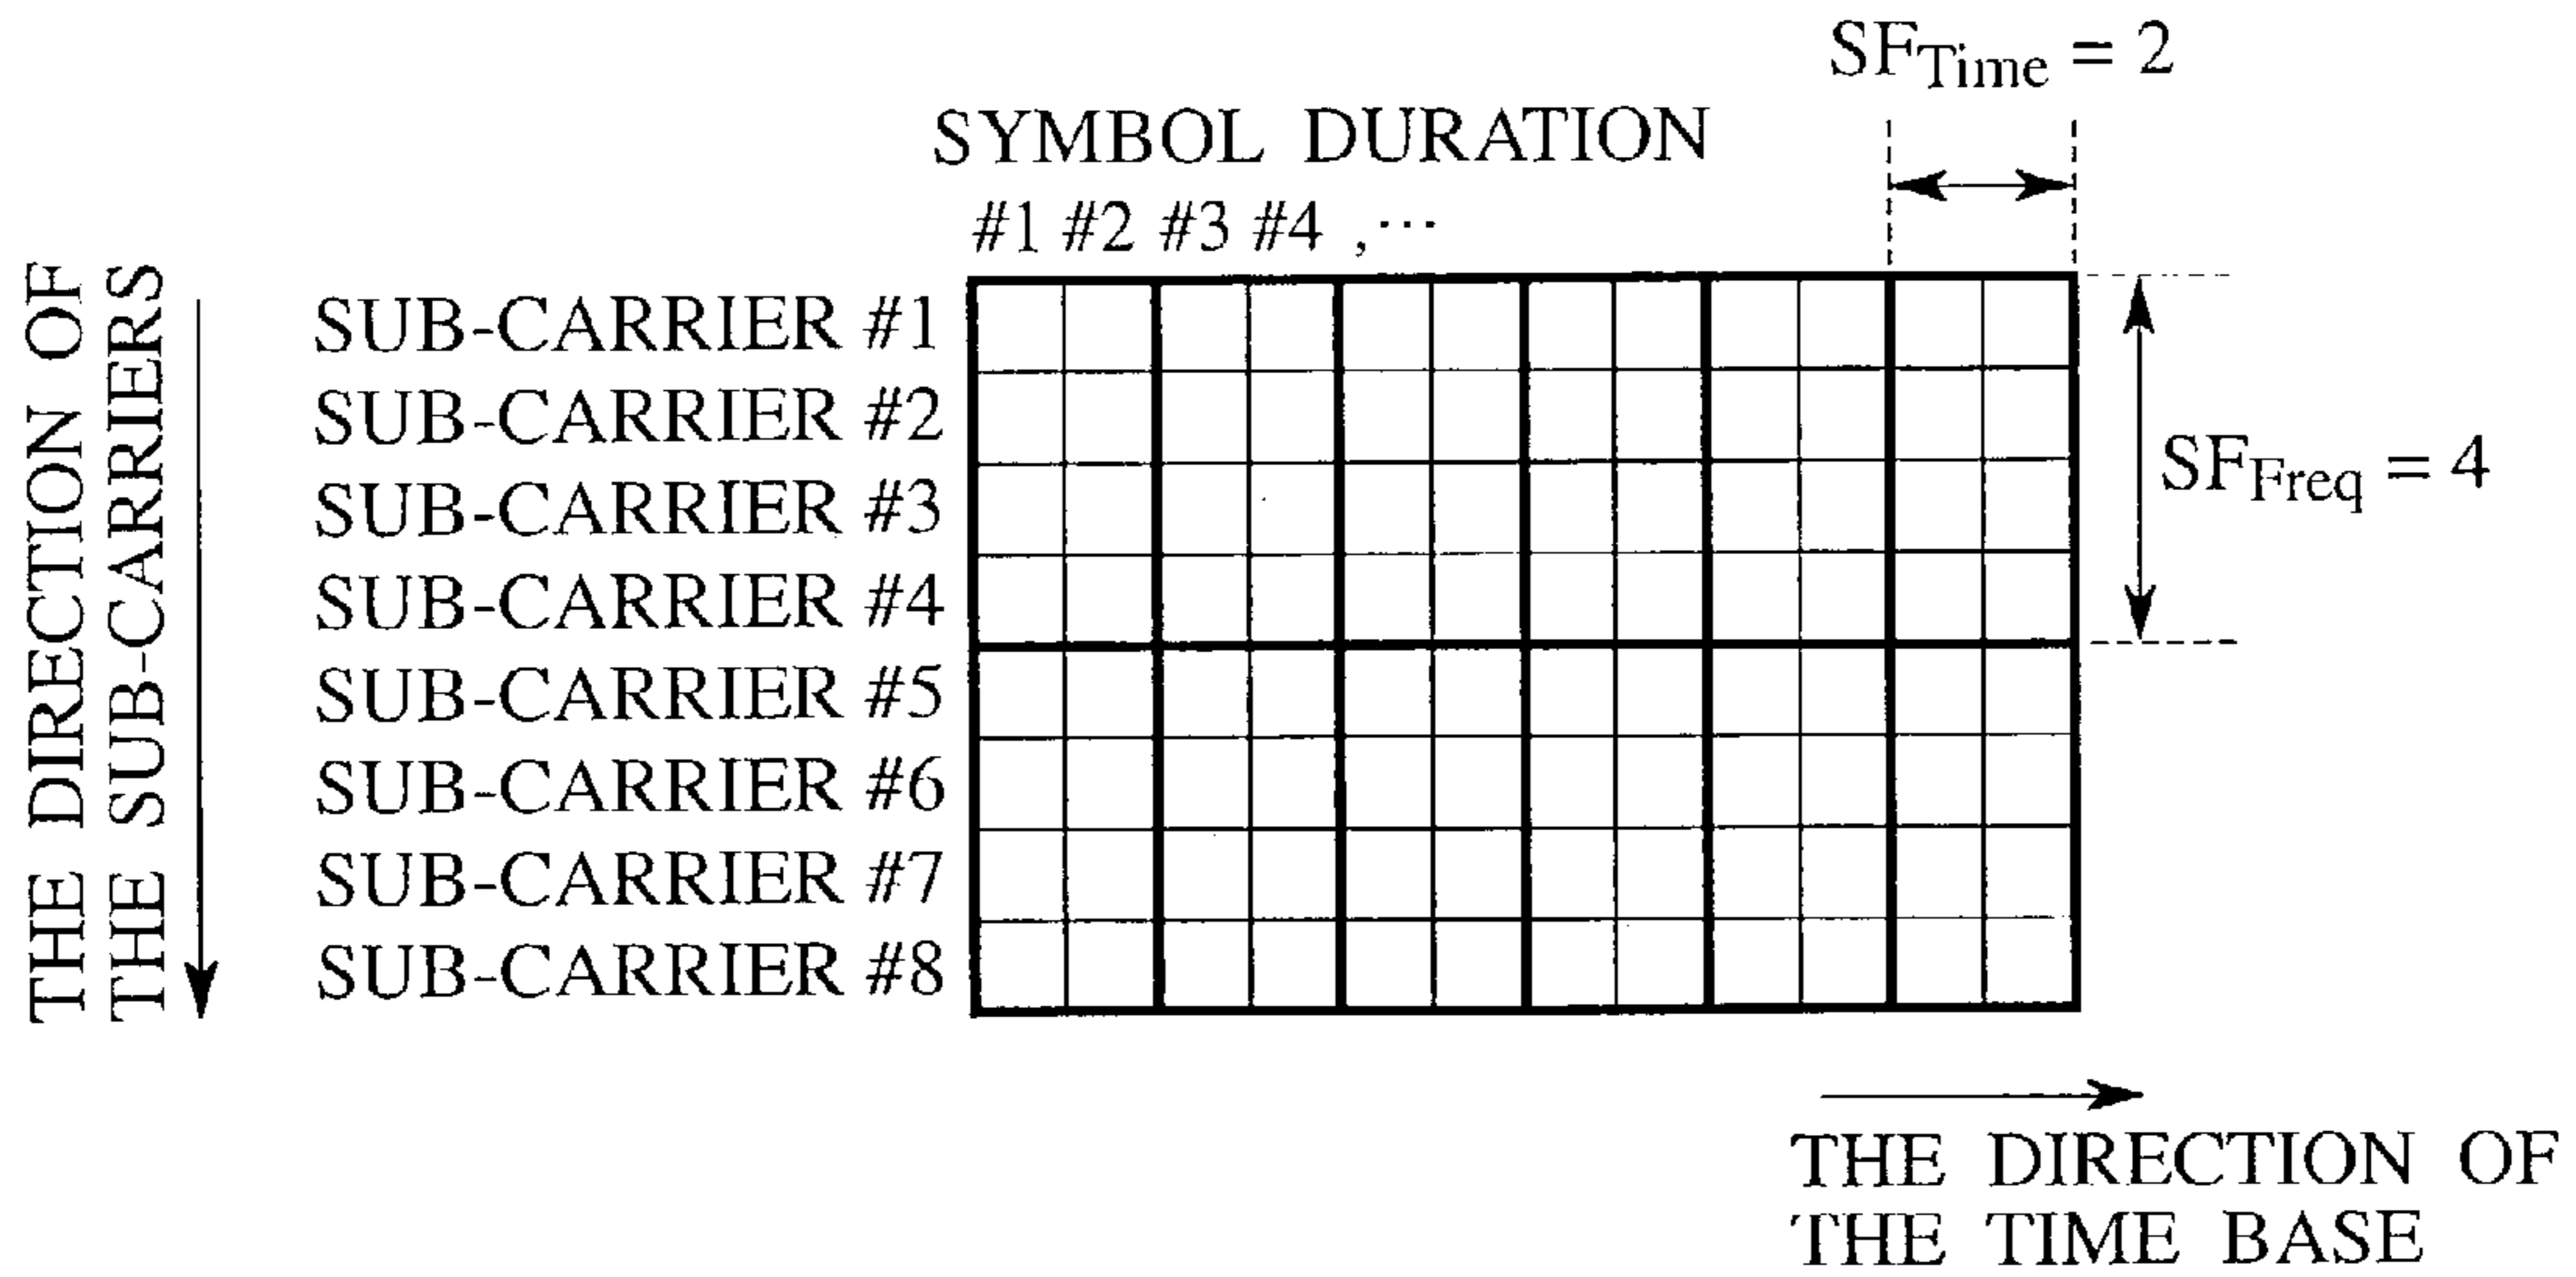 SF_Time = 2
SYMBOL DURATION
#1 #2 #3 #4 ,···
THE DIRECTION OF
THE SUB-CARRIERS
SUB-CARRIER #1
SUB-CARRIER #2
SUB-CARRIER #3
SUB-CARRIER #4
SUB-CARRIER #5
SUB-CARRIER #6
SUB-CARRIER #7
SUB-CARRIER #8
SF_Freq = 4
THE DIRECTION OF
THE TIME BASE